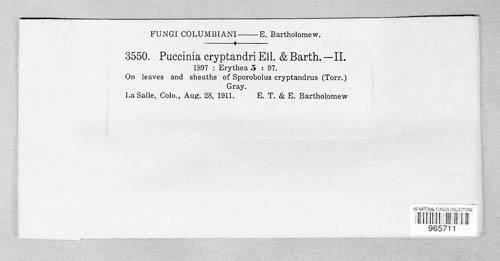 FUNGI COLUMBIANI——E. Bartholomew.
3550. Puccinia cryptandri Ell. & Barth. —II.
1897 : Erythea 5 : 97.
On leaves and sheaths of Sporobolus cryptandrus (Torr.)
Gray.
La Salle, Colo., Aug. 28, 1911. E. T. & E. Bartholomew
US NATIONAL FUNGUS COLLECTIONS
965711